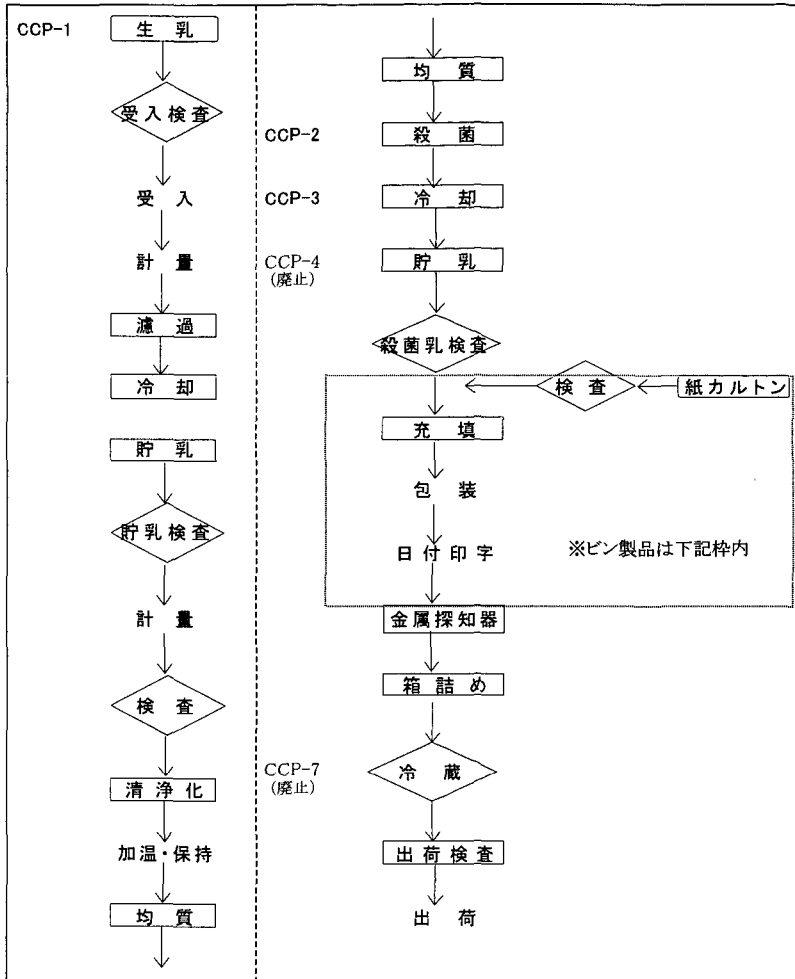 CCP-1
生乳
受入検査
受入
計量
濾過
冷却
貯乳
貯乳検査
計量
検査
清浄化
加温・保持
均質
均質
CCP-2
殺菌
CCP-3
冷却
CCP-4
(廃止)
貯乳
殺菌乳検査
検査
紙カルトン
充填
包装
日付印字
※ビン製品は下記枠内
金属探知器
箱詰め
CCP-7
(廃止)
冷蔵
出荷検査
出荷